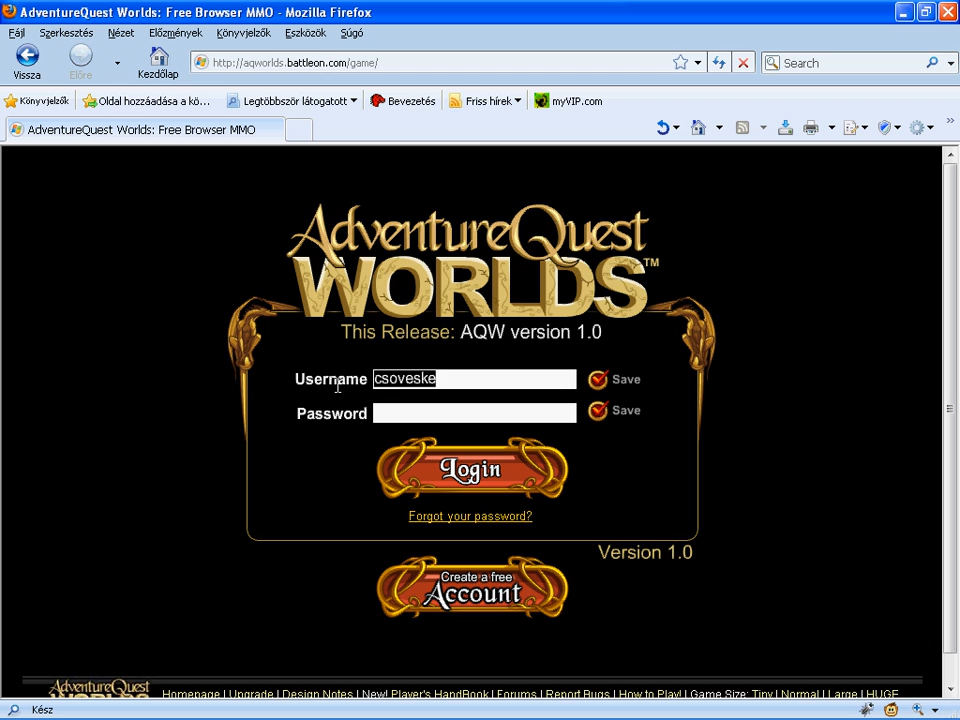 AdventureQuest Worlds: Free Browser MMO - Mozilla Firefox
Fájl Szerkesztés Nézet Előzmények Könyvjelzők Eszközök Súgó
Vissza Előre Kezdőlap http://aqworlds.battleon.com/game/ Search
Könyvjelzők Oldal hozzáadása a kö... Legtöbbször látogatott Bevezetés Friss hírek myVIP.com
AdventureQuest Worlds: Free Browser MMO
AdventureQuest
WORLDS™
This Release: AQW version 1.0
Username csoveske Save
Password Save
Login
Forgot your password?
Version 1.0
Create a free
Account
AdventureQuest
WORLDS
Homepage | Upgrade | Design Notes | New! Player's HandBook | Forums | Report Bugs | How to Play! | Game Size: Tiny | Normal | Large | HUGE
Kész